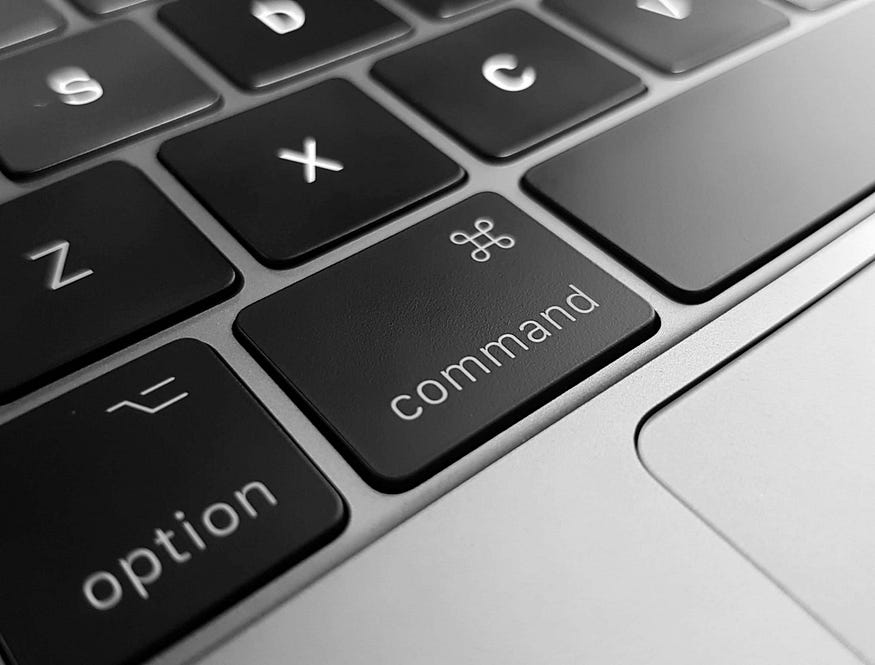 S D
X C V
Z ⌘
command
⌥
option